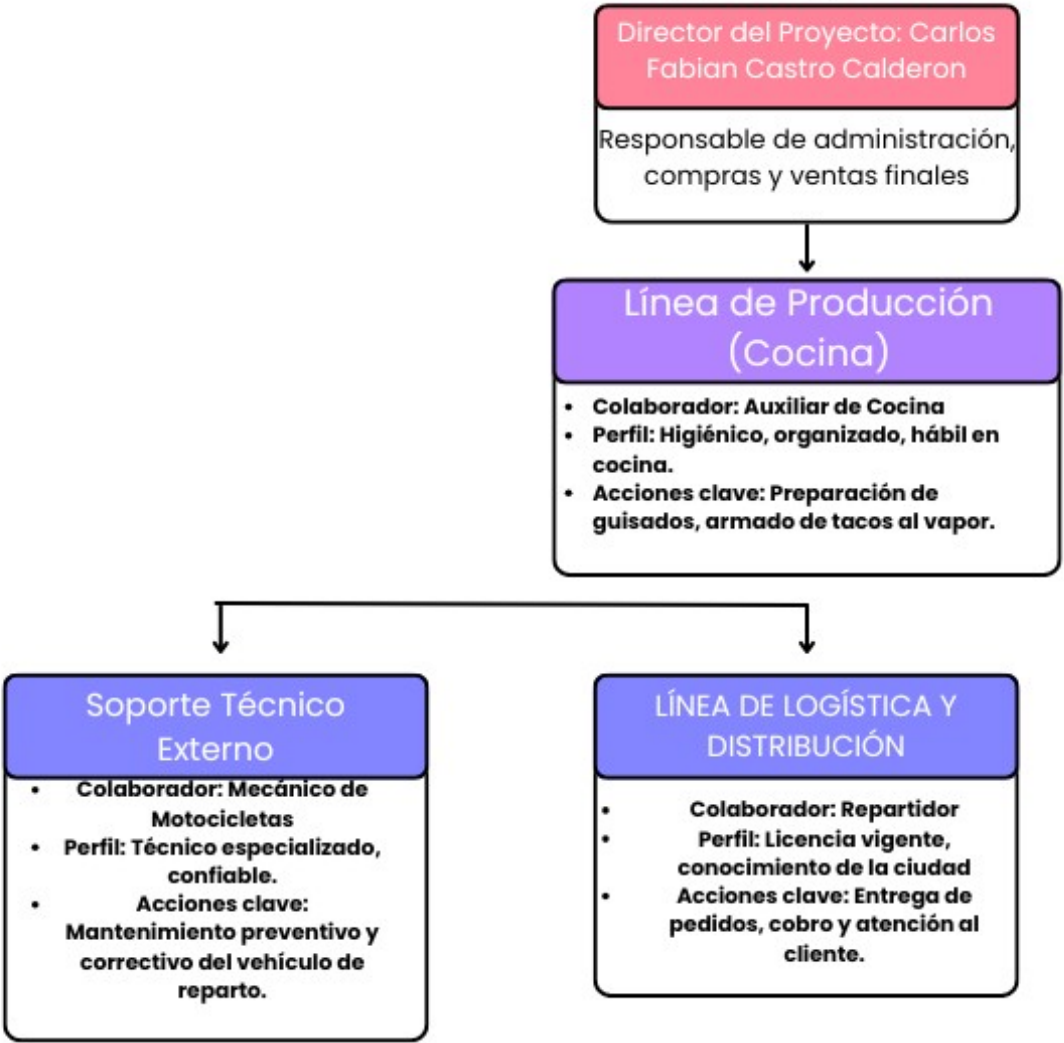 Director del Proyecto: Carlos
Fabian Castro Calderon
Responsable de administración,
compras y ventas finales
Línea de Producción
(Cocina)
• Colaborador: Auxiliar de Cocina
• Perfil: Higiénico, organizado, hábil en
cocina.
• Acciones clave: Preparación de
guisados, armado de tacos al vapor.
Soporte Técnico
Externo
• Colaborador: Mecánico de
Motocicletas
• Perfil: Técnico especializado,
confiable.
• Acciones clave:
Mantenimiento preventivo y
correctivo del vehículo de
reparto.
LÍNEA DE LOGÍSTICA Y
DISTRIBUCIÓN
• Colaborador: Repartidor
• Perfil: Licencia vigente,
conocimiento de la ciudad
• Acciones clave: Entrega de
pedidos, cobro y atención al
cliente.